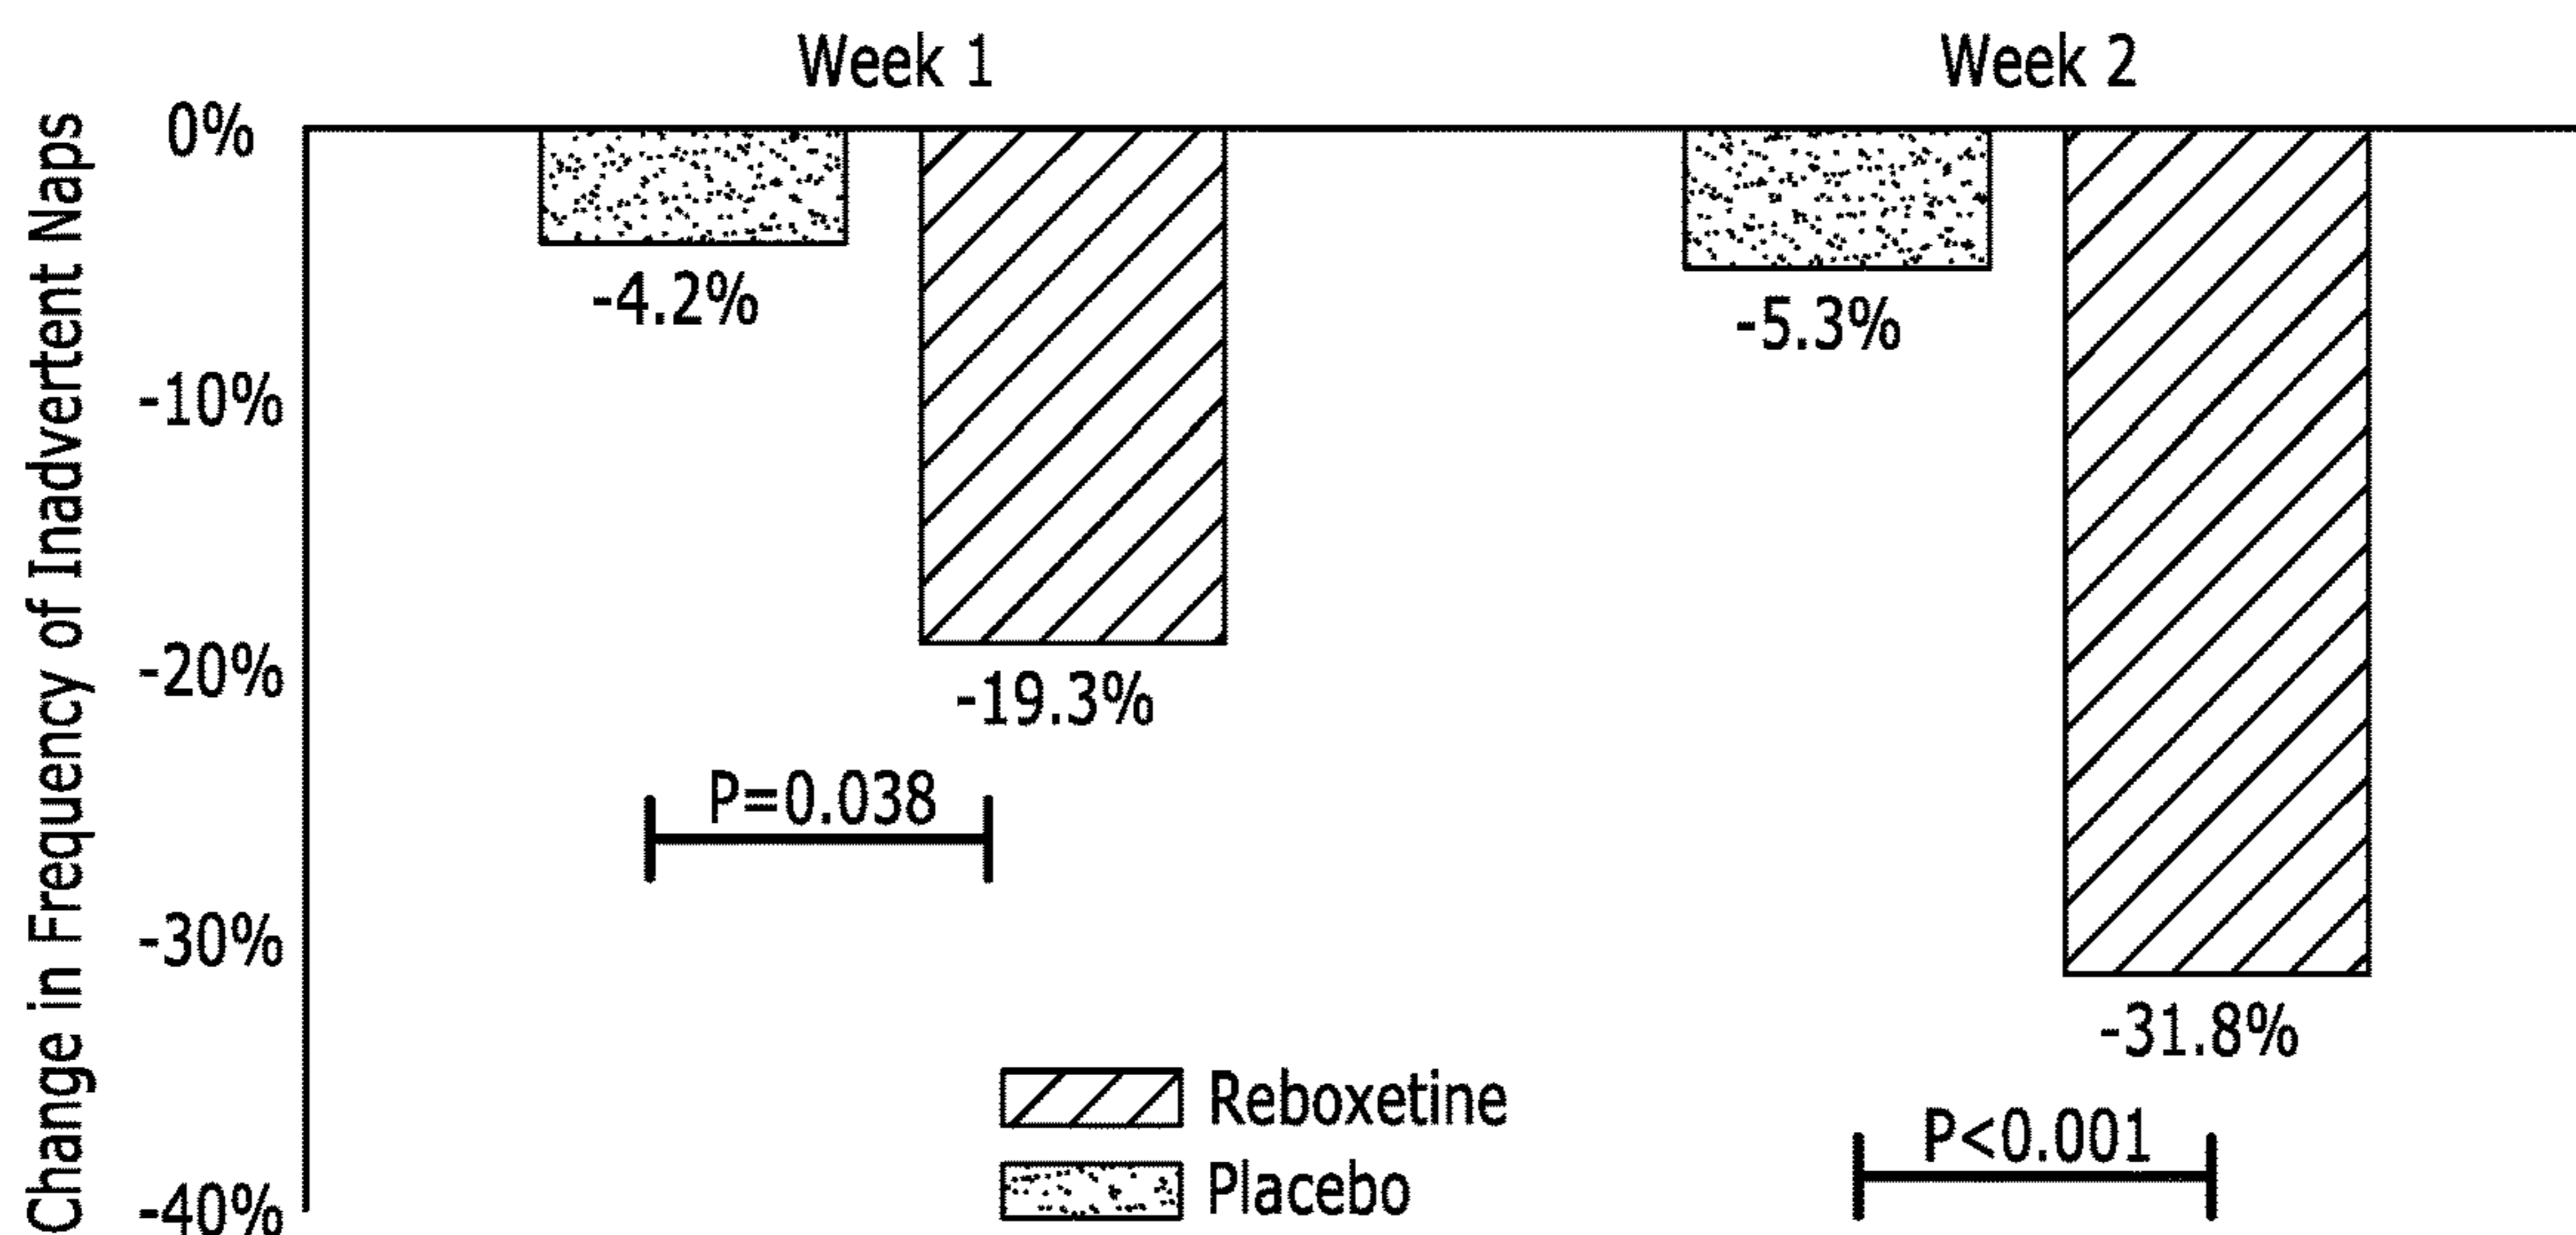 Week 1
Week 2
Change in Frequency of Inadvertent Naps
0%
-10%
-20%
-30%
-40%
-4.2%
-19.3%
P=0.038
-5.3%
-31.8%
P<0.001
Reboxetine
Placebo